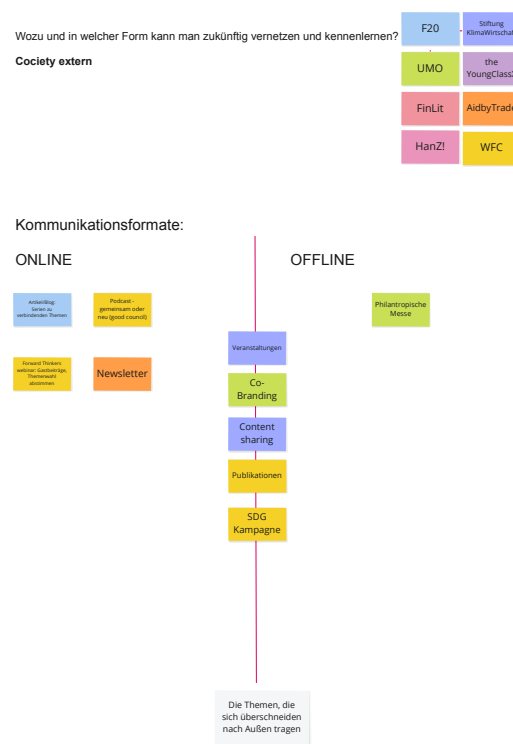 Wozu und in welcher Form kann man zukünftig vernetzen und kennenlernen?
Cociety extern
F20
Stiftung
KlimaWirtschaf
UMO
the
YoungClassX
FinLit
AidbyTrade
HanZ!
WFC
Kommunikationsformate:
ONLINE
OFFLINE
Artikel/Blog:
Serien zu
verbindenden Themen
Podcast -
gemeinsam oder
neu (good council)
Philantropische
Messe
Veranstaltungen
Forward Thinkers
webinar: Gastbeiträge,
Themenwahl
abstimmen
Newsletter
Co-
Branding
Content
sharing
Publikationen
SDG
Kampagne
Die Themen, die
sich überschneiden
nach Außen tragen